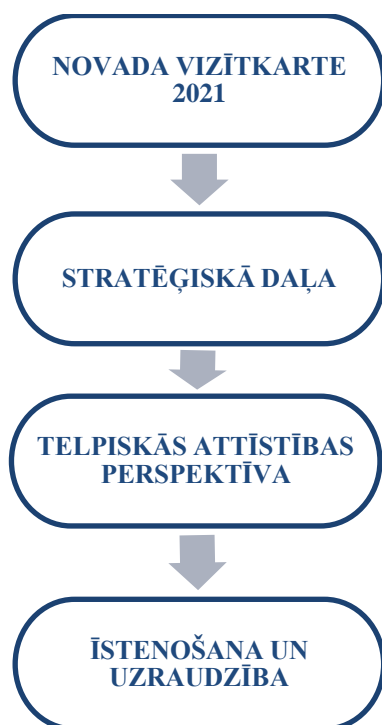 NOVADA VIZĪTKARTE
2021
STRATĒĢISKĀ DAĻA
TELPISKĀS ATTĪSTĪBAS
PERSPEKTĪVA
ĪSTENOŠANA UN
UZRAUDZĪBA